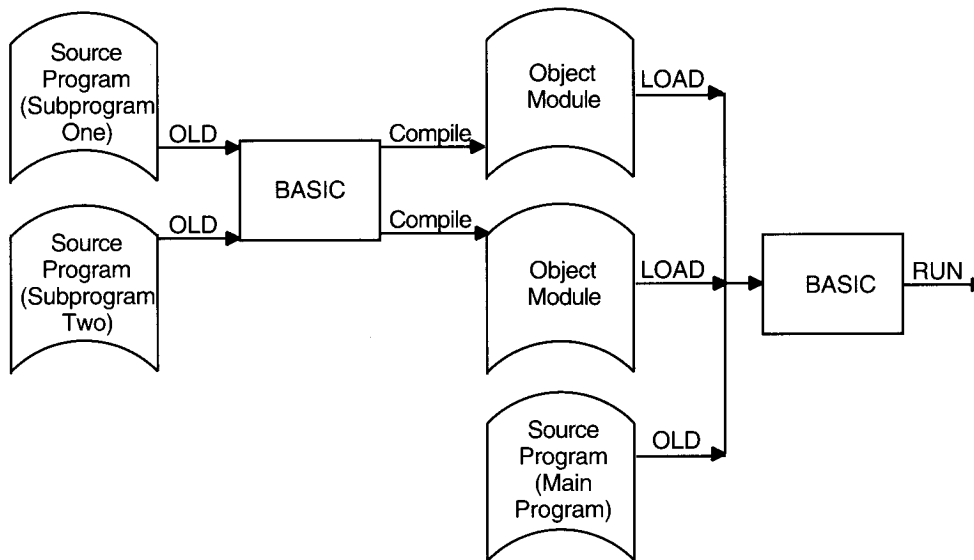 Source
Program
(Subprogram
One)
OLD
Source
Program
(Subprogram
Two)
OLD
BASIC
Compile
Compile
Object
Module
LOAD
Object
Module
LOAD
Source
Program
(Main
Program)
OLD
BASIC
RUN